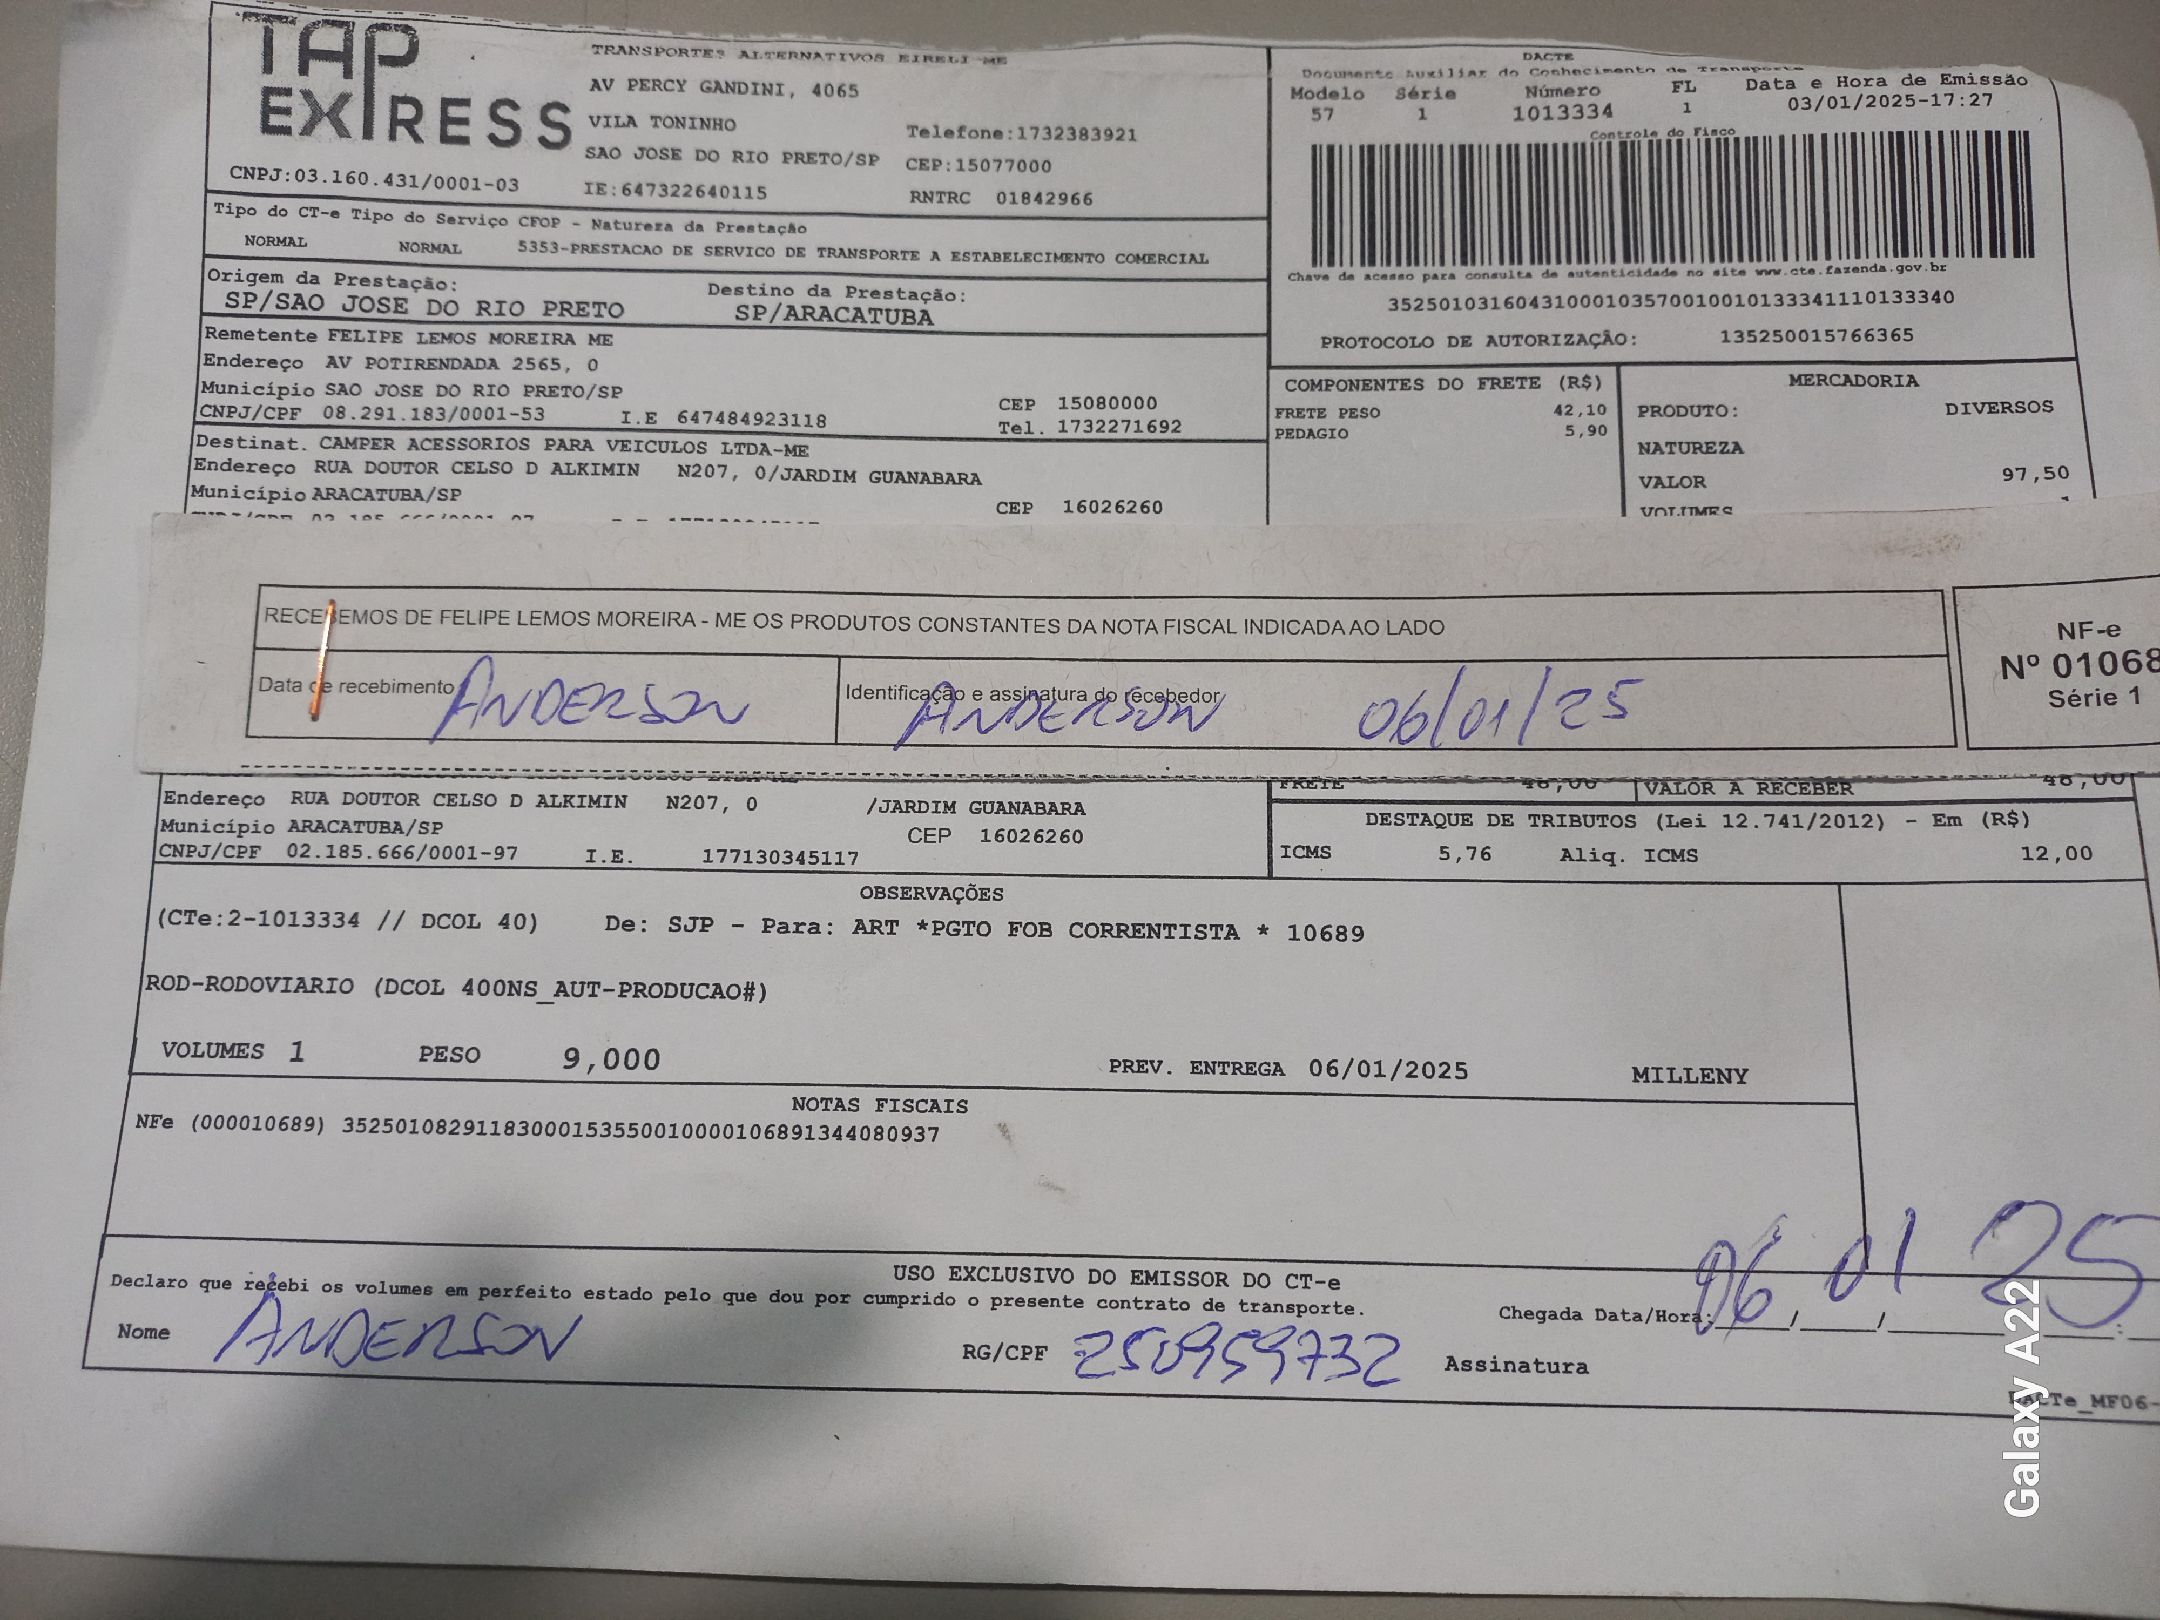 TAP EXPRESS
TRANSPORTES ALTERNATIVOS EIRELI ME
AV PERCY GANDINI, 4065
VILA TONINHO
SAO JOSE DO RIO PRETO/SP
IE:647322640115
Telefone:1732383921
CEP:15077000
RNTRC 01842966
CNPJ:03.160.431/0001-03
DACTE
Documento Auxiliar do Conhecimento de Transporte
Modelo Série Número FL Data e Hora de Emissão
57 1 1013334 1 03/01/2025-17:27
Controle do Fisco
Chave de acesso para consulta de autenticidade no site www.cte.fazenda.gov.br
35250103160431000103570010010133341110133340
PROTOCOLO DE AUTORIZAÇÃO: 135250015766365
Tipo do CT-e Tipo do Serviço CFOP - Natureza da Prestação
NORMAL NORMAL 5353-PRESTACAO DE SERVICO DE TRANSPORTE A ESTABELECIMENTO COMERCIAL
Origem da Prestação: Destino da Prestação:
SP/SAO JOSE DO RIO PRETO SP/ARACATUBA
Remetente FELIPE LEMOS MOREIRA ME
Endereço AV POTIRENDADA 2565, 0
Município SAO JOSE DO RIO PRETO/SP CEP 15080000
CNPJ/CPF 08.291.183/0001-53 I.E 647484923118 Tel. 1732271692
Destinat. CAMPER ACESSORIOS PARA VEICULOS LTDA-ME
Endereço RUA DOUTOR CELSO D ALKIMIN N207, 0/JARDIM GUANABARA
Município ARACATUBA/SP CEP 16026260
COMPONENTES DO FRETE (R$)
FRETE PESO 42,10
PEDAGIO 5,90
MERCADORIA
PRODUTO: DIVERSOS
NATUREZA
VALOR 97,50
VOLUMES 1
RECEBEMOS DE FELIPE LEMOS MOREIRA - ME OS PRODUTOS CONSTANTES DA NOTA FISCAL INDICADA AO LADO
Data de recebimento ANDERSON
Identificação e assinatura do recebedor ANDERSON 06/01/25
NF-e
Nº 01068
Série 1
FRETE 48,00 VALOR A RECEBER 48,00
Endereço RUA DOUTOR CELSO D ALKIMIN N207, 0 /JARDIM GUANABARA
Município ARACATUBA/SP CEP 16026260
CNPJ/CPF 02.185.666/0001-97 I.E. 177130345117
DESTAQUE DE TRIBUTOS (Lei 12.741/2012) - Em (R$)
ICMS 5,76 Aliq. ICMS 12,00
OBSERVAÇÕES
(CTe:2-1013334 // DCOL 40) De: SJP - Para: ART *PGTO FOB CORRENTISTA * 10689
ROD-RODOVIARIO (DCOL 400NS_AUT-PRODUCAO#)
VOLUMES 1 PESO 9,000 PREV. ENTREGA 06/01/2025 MILLENY
NOTAS FISCAIS
NFe (000010689) 35250108291183000153550010000106891344080937
USO EXCLUSIVO DO EMISSOR DO CT-e
Declaro que recebi os volumes em perfeito estado pelo que dou por cumprido o presente contrato de transporte.
Chegada Data/Hora: 06/01/25
Nome ANDERSON RG/CPF 250959732 Assinatura
DACTe_MF06-
Galaxy A22